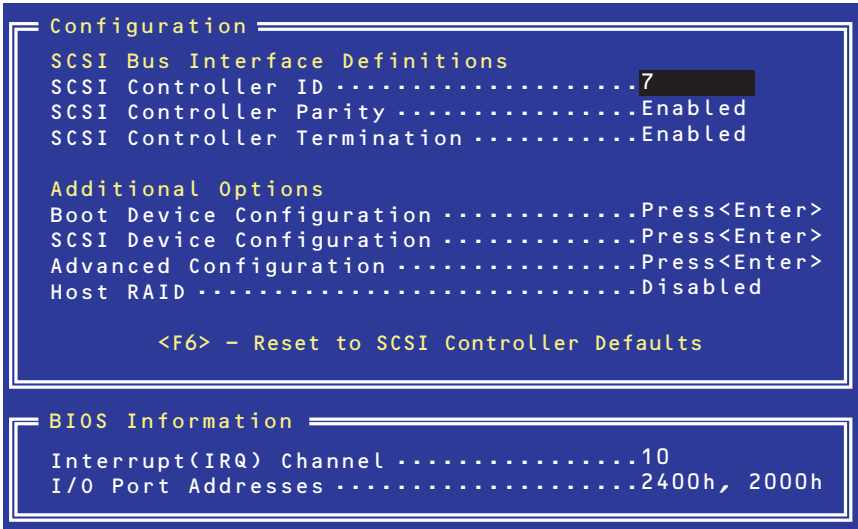 Configuration
SCSI Bus Interface Definitions
SCSI Controller ID ····················7
SCSI Controller Parity ················Enabled
SCSI Controller Termination ···········Enabled
Additional Options
Boot Device Configuration ·············Press<Enter>
SCSI Device Configuration ·············Press<Enter>
Advanced Configuration ················Press<Enter>
Host RAID ·····························Disabled
<F6> – Reset to SCSI Controller Defaults
BIOS Information
Interrupt(IRQ) Channel ················10
I/O Port Addresses ····················2400h, 2000h